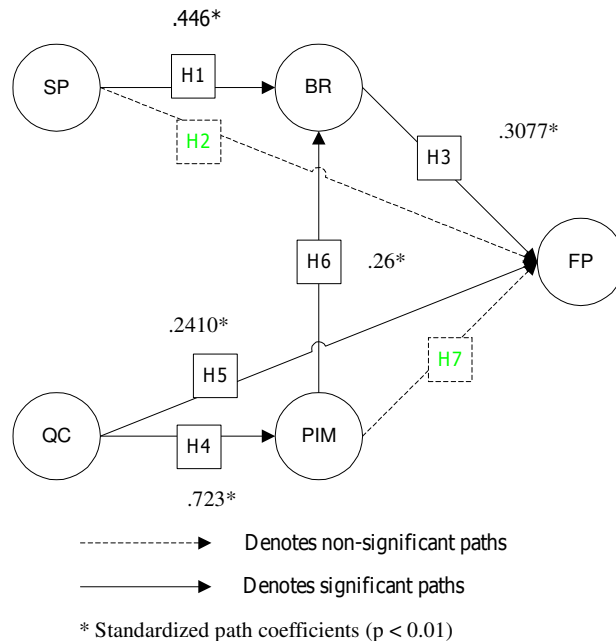 .446*
SP
H1
BR
H2
H3
.3077*
H6
.26*
FP
.2410*
H5
H7
QC
H4
PIM
.723*
Denotes non-significant paths
Denotes significant paths
* Standardized path coefficients (p < 0.01)